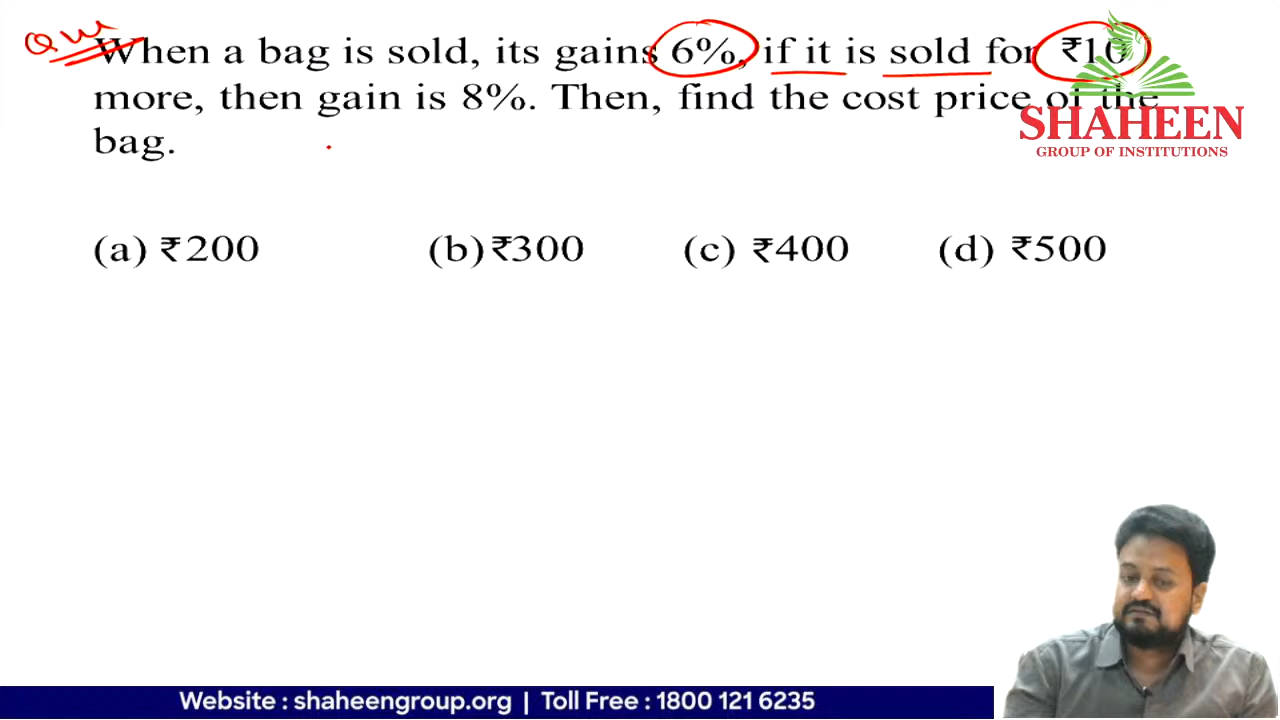 Qus
When a bag is sold, its gains 6%, if it is sold for ₹10
more, then gain is 8%. Then, find the cost price of the
bag.
SHAHEEN
GROUP OF INSTITUTIONS
(a) ₹200 (b) ₹300 (c) ₹400 (d) ₹500
Website : shaheengroup.org | Toll Free : 1800 121 6235